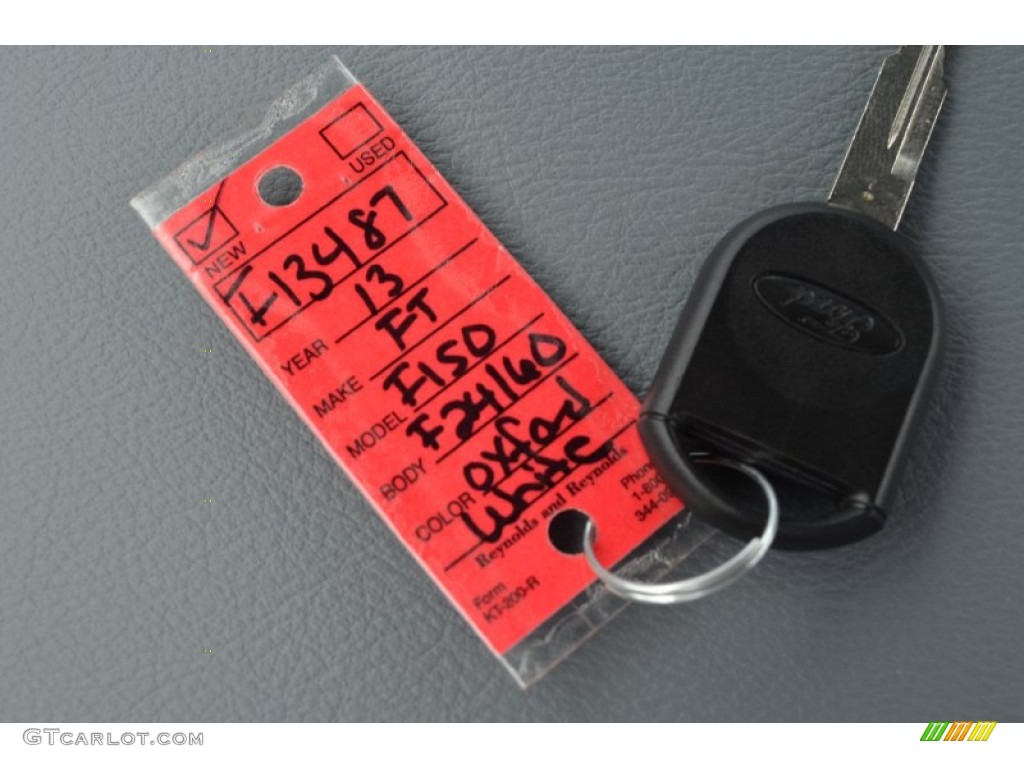 USED
NEW
F13487
YEAR 13
MAKE FT
MODEL F150
BODY F24160
COLOR Oxford
White
Reynolds and Reynolds
Form
KT-200-R
Ford
GTCARLOT.COM